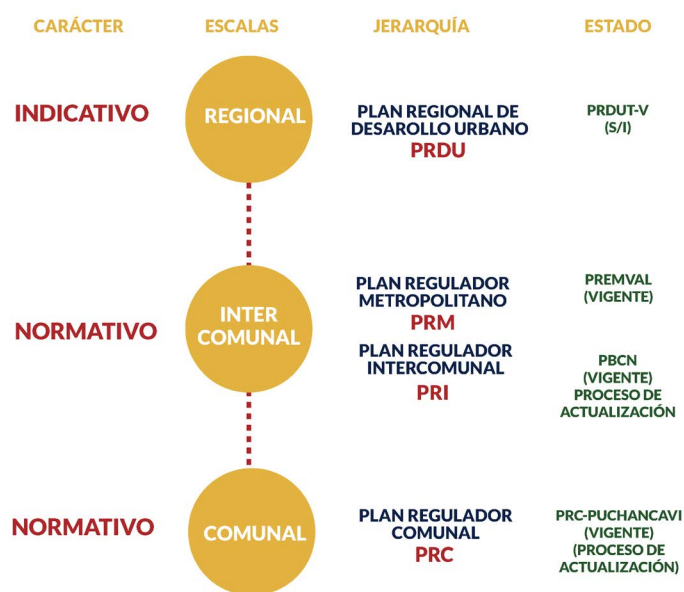 CARÁCTER
ESCALAS
JERARQUÍA
ESTADO
INDICATIVO
REGIONAL
PLAN REGIONAL DE
DESAROLLO URBANO
PRDU
PRDUT-V
(S/I)
NORMATIVO
INTER
COMUNAL
PLAN REGULADOR
METROPOLITANO
PRM
PLAN REGULADOR
INTERCOMUNAL
PRI
PREMVAL
(VIGENTE)
PBCN
(VIGENTE)
PROCESO DE
ACTUALIZACIÓN
NORMATIVO
COMUNAL
PLAN REGULADOR
COMUNAL
PRC
PRC-PUCHANCAVI
(VIGENTE)
(PROCESO DE
ACTUALIZACIÓN)